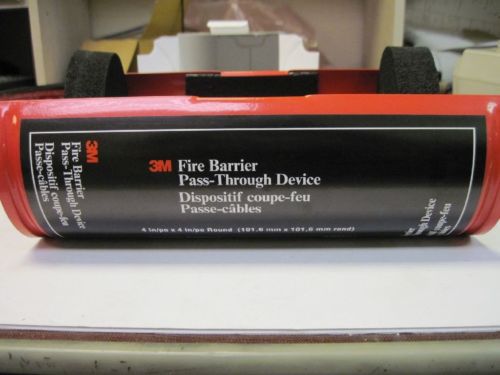 3M Fire Barrier
Pass-Through Device
Dispositif coupe-feu
Passe-câbles
4 in/po x 4 in/po Round (101,6 mm x 101,6 mm rond)
3M
Fire Barrier
Pass-Through Device
Dispositif coupe-feu
Passe-câbles
Device